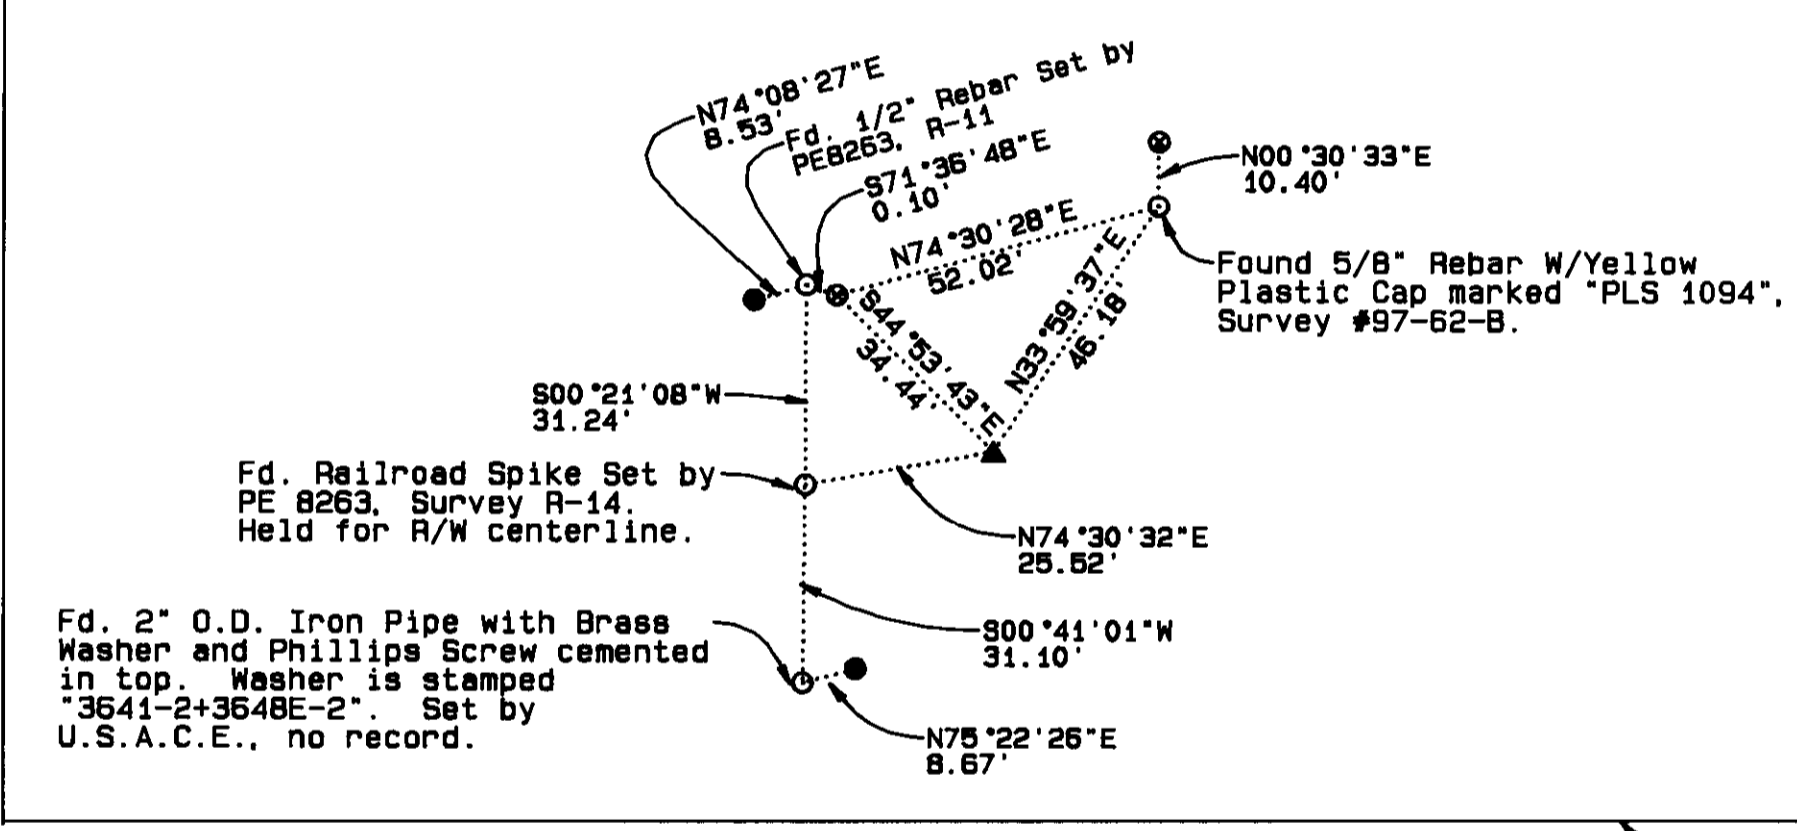 N74°08'27"E
8.53'
Fd. 1/2" Rebar Set by
PE8263, R-11
S71°36'48"E
0.10'
N00°30'33"E
10.40'
N74°30'28"E
52.02'
Found 5/8" Rebar W/Yellow
Plastic Cap marked "PLS 1094",
Survey #97-62-B.
S44°53'43"E
34.44'
N33°59'37"E
46.18'
S00°21'08"W
31.24'
Fd. Railroad Spike Set by
PE 8263, Survey R-14.
Held for R/W centerline.
N74°30'32"E
25.52'
Fd. 2" O.D. Iron Pipe with Brass
Washer and Phillips Screw cemented
in top. Washer is stamped
"3641-2+3648E-2". Set by
U.S.A.C.E., no record.
S00°41'01"W
31.10'
N75°22'26"E
8.67'